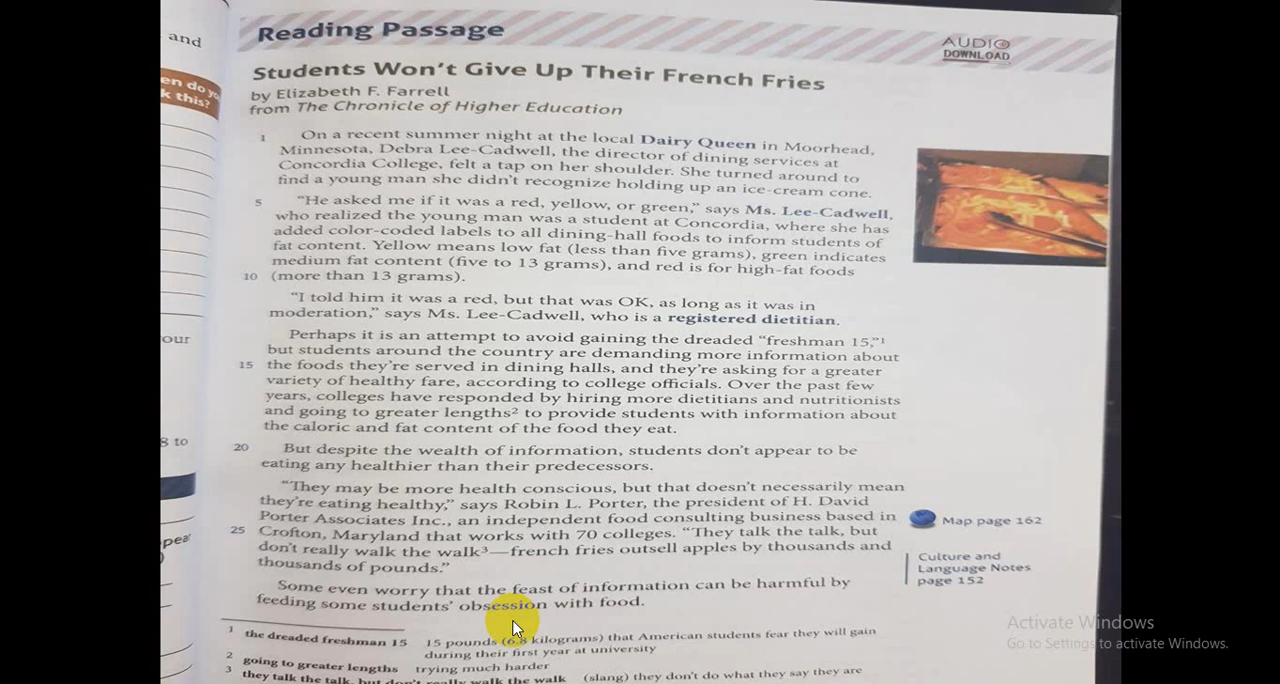 and
en do yo
k this?
our
8 to
pear
Reading Passage
AUDIO
DOWNLOAD
Students Won't Give Up Their French Fries
by Elizabeth F. Farrell
from The Chronicle of Higher Education
1 On a recent summer night at the local Dairy Queen in Moorhead,
Minnesota, Debra Lee-Cadwell, the director of dining services at
Concordia College, felt a tap on her shoulder. She turned around to
find a young man she didn't recognize holding up an ice-cream cone.
5 "He asked me if it was a red, yellow, or green," says Ms. Lee-Cadwell,
who realized the young man was a student at Concordia, where she has
added color-coded labels to all dining-hall foods to inform students of
fat content. Yellow means low fat (less than five grams), green indicates
medium fat content (five to 13 grams), and red is for high-fat foods
10 (more than 13 grams).
"I told him it was a red, but that was OK, as long as it was in
moderation," says Ms. Lee-Cadwell, who is a registered dietitian.
Perhaps it is an attempt to avoid gaining the dreaded "freshman 15,"1
but students around the country are demanding more information about
15 the foods they're served in dining halls, and they're asking for a greater
variety of healthy fare, according to college officials. Over the past few
years, colleges have responded by hiring more dietitians and nutritionists
and going to greater lengths2 to provide students with information about
the caloric and fat content of the food they eat.
20 But despite the wealth of information, students don't appear to be
eating any healthier than their predecessors.
"They may be more health conscious, but that doesn't necessarily mean
they're eating healthy," says Robin L. Porter, the president of H. David
Porter Associates Inc., an independent food consulting business based in
25 Crofton, Maryland that works with 70 colleges. "They talk the talk, but
don't really walk the walk3—french fries outsell apples by thousands and
thousands of pounds."
Some even worry that the feast of information can be harmful by
feeding some students' obsession with food.
Map page 162
Culture and
Language Notes
page 152
1 the dreaded freshman 15 15 pounds (6.8 kilograms) that American students fear they will gain
during their first year at university
2 going to greater lengths trying much harder
3 they talk the talk, but don't really walk the walk (slang) they don't do what they say they are
Activate Windows
Go to Settings to activate Windows.